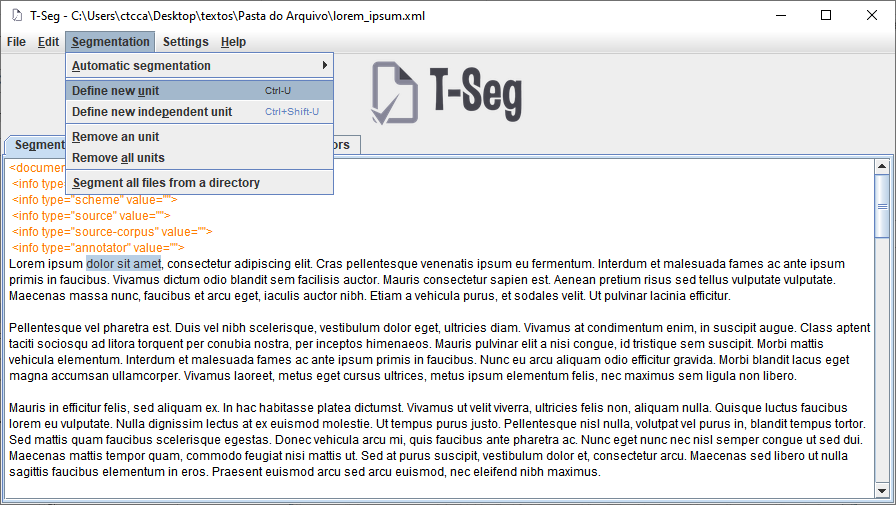 T-Seg - C:\Users\ctcca\Desktop\textos\Pasta do Arquivo\lorem_ipsum.xml
File Edit Segmentation Settings Help
Automatic segmentation
Define new unit Ctrl-U
Define new independent unit Ctrl+Shift-U
Remove an unit
Remove all units
Segment all files from a directory
T-Seg
Segment ors
<documen
<info type=
<info type="scheme" value="">
<info type="source" value="">
<info type="source-corpus" value="">
<info type="annotator" value="">
Lorem ipsum dolor sit amet, consectetur adipiscing elit. Cras pellentesque venenatis ipsum eu fermentum. Interdum et malesuada fames ac ante ipsum
primis in faucibus. Vivamus dictum odio blandit sem facilisis auctor. Mauris consectetur sapien est. Aenean pretium risus sed tellus vulputate vulputate.
Maecenas massa nunc, faucibus et arcu eget, iaculis auctor nibh. Etiam a vehicula purus, et sodales velit. Ut pulvinar lacinia efficitur.
Pellentesque vel pharetra est. Duis vel nibh scelerisque, vestibulum dolor eget, ultricies diam. Vivamus at condimentum enim, in suscipit augue. Class aptent
taciti sociosqu ad litora torquent per conubia nostra, per inceptos himenaeos. Mauris pulvinar elit a nisi congue, id tristique sem suscipit. Morbi mattis
vehicula elementum. Interdum et malesuada fames ac ante ipsum primis in faucibus. Nunc eu arcu aliquam odio efficitur gravida. Morbi blandit lacus eget
magna accumsan ullamcorper. Vivamus laoreet, metus eget cursus ultrices, metus ipsum elementum felis, nec maximus sem ligula non libero.
Mauris in efficitur felis, sed aliquam ex. In hac habitasse platea dictumst. Vivamus ut velit viverra, ultricies felis non, aliquam nulla. Quisque luctus faucibus
lorem eu vulputate. Nulla dignissim lectus at ex euismod molestie. Ut tempus purus justo. Pellentesque nisl nulla, volutpat vel purus in, blandit tempus tortor.
Sed mattis quam faucibus scelerisque egestas. Donec vehicula arcu mi, quis faucibus ante pharetra ac. Nunc eget nunc nec nisl semper congue ut sed dui.
Maecenas mattis tempor quam, commodo feugiat nisi mattis ut. Sed at purus suscipit, vestibulum dolor et, consectetur arcu. Maecenas sed libero ut nulla
sagittis faucibus elementum in eros. Praesent euismod arcu sed arcu euismod, nec eleifend nibh maximus.